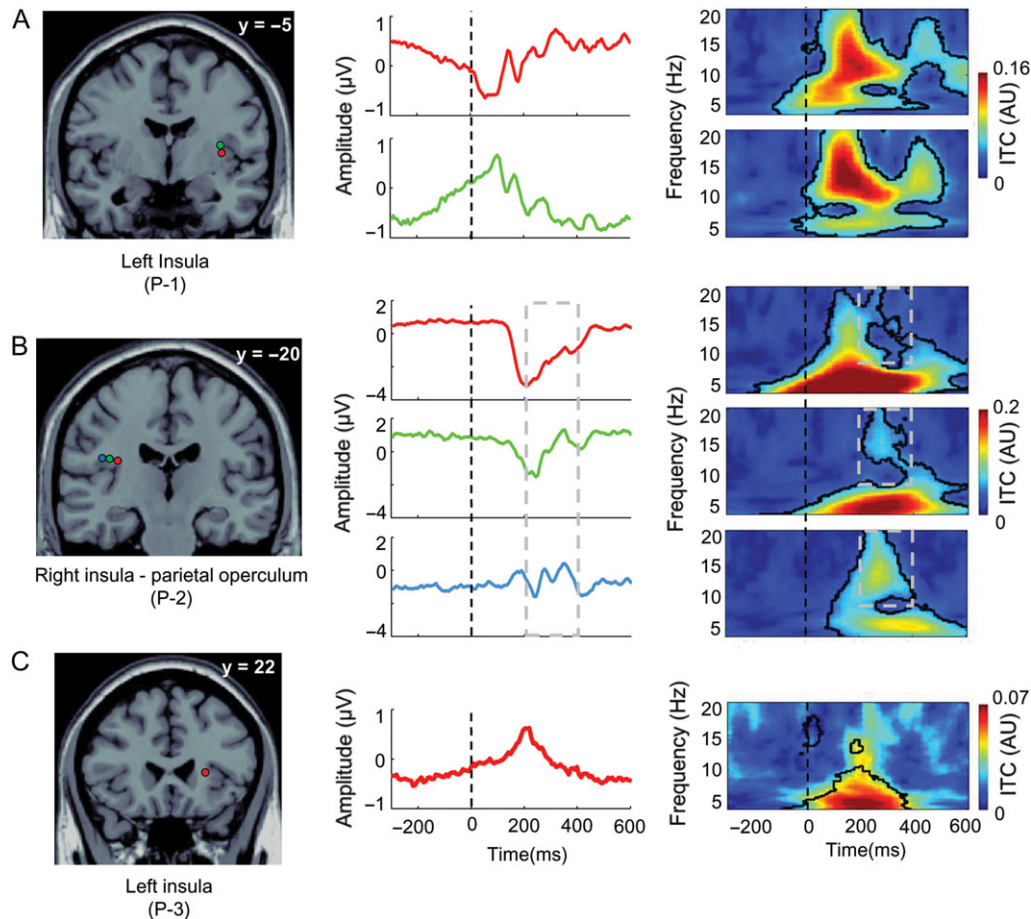 A
y = −5
Left Insula
(P-1)
Amplitude (µV)
1
0
−1
1
0
−1
Frequency (Hz)
20
15
10
5
20
15
10
5
0.16
ITC (AU)
0
B
y = −20
Right insula - parietal operculum
(P-2)
Amplitude (µV)
2
0
−4
2
0
−4
2
0
−4
Frequency (Hz)
20
15
10
5
20
15
10
5
20
15
10
5
0.2
ITC (AU)
0
C
y = 22
Left insula
(P-3)
Amplitude (µV)
1
0
−1
−200 0 200 400 600
Time(ms)
Frequency (Hz)
20
15
10
5
−200 0 200 400 600
Time(ms)
0.07
ITC (AU)
0